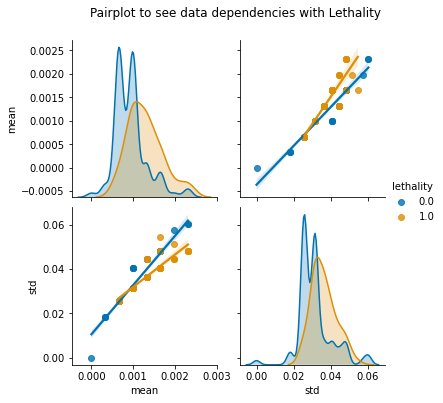 Pairplot to see data dependencies with Lethality
0.0025
0.0020
0.0015
0.0010
0.0005
0.0000
−0.0005
mean
lethality
0.0
1.0
0.06
0.04
0.02
0.00
std
0.000 0.001 0.002 0.003
mean
0.00 0.02 0.04 0.06
std